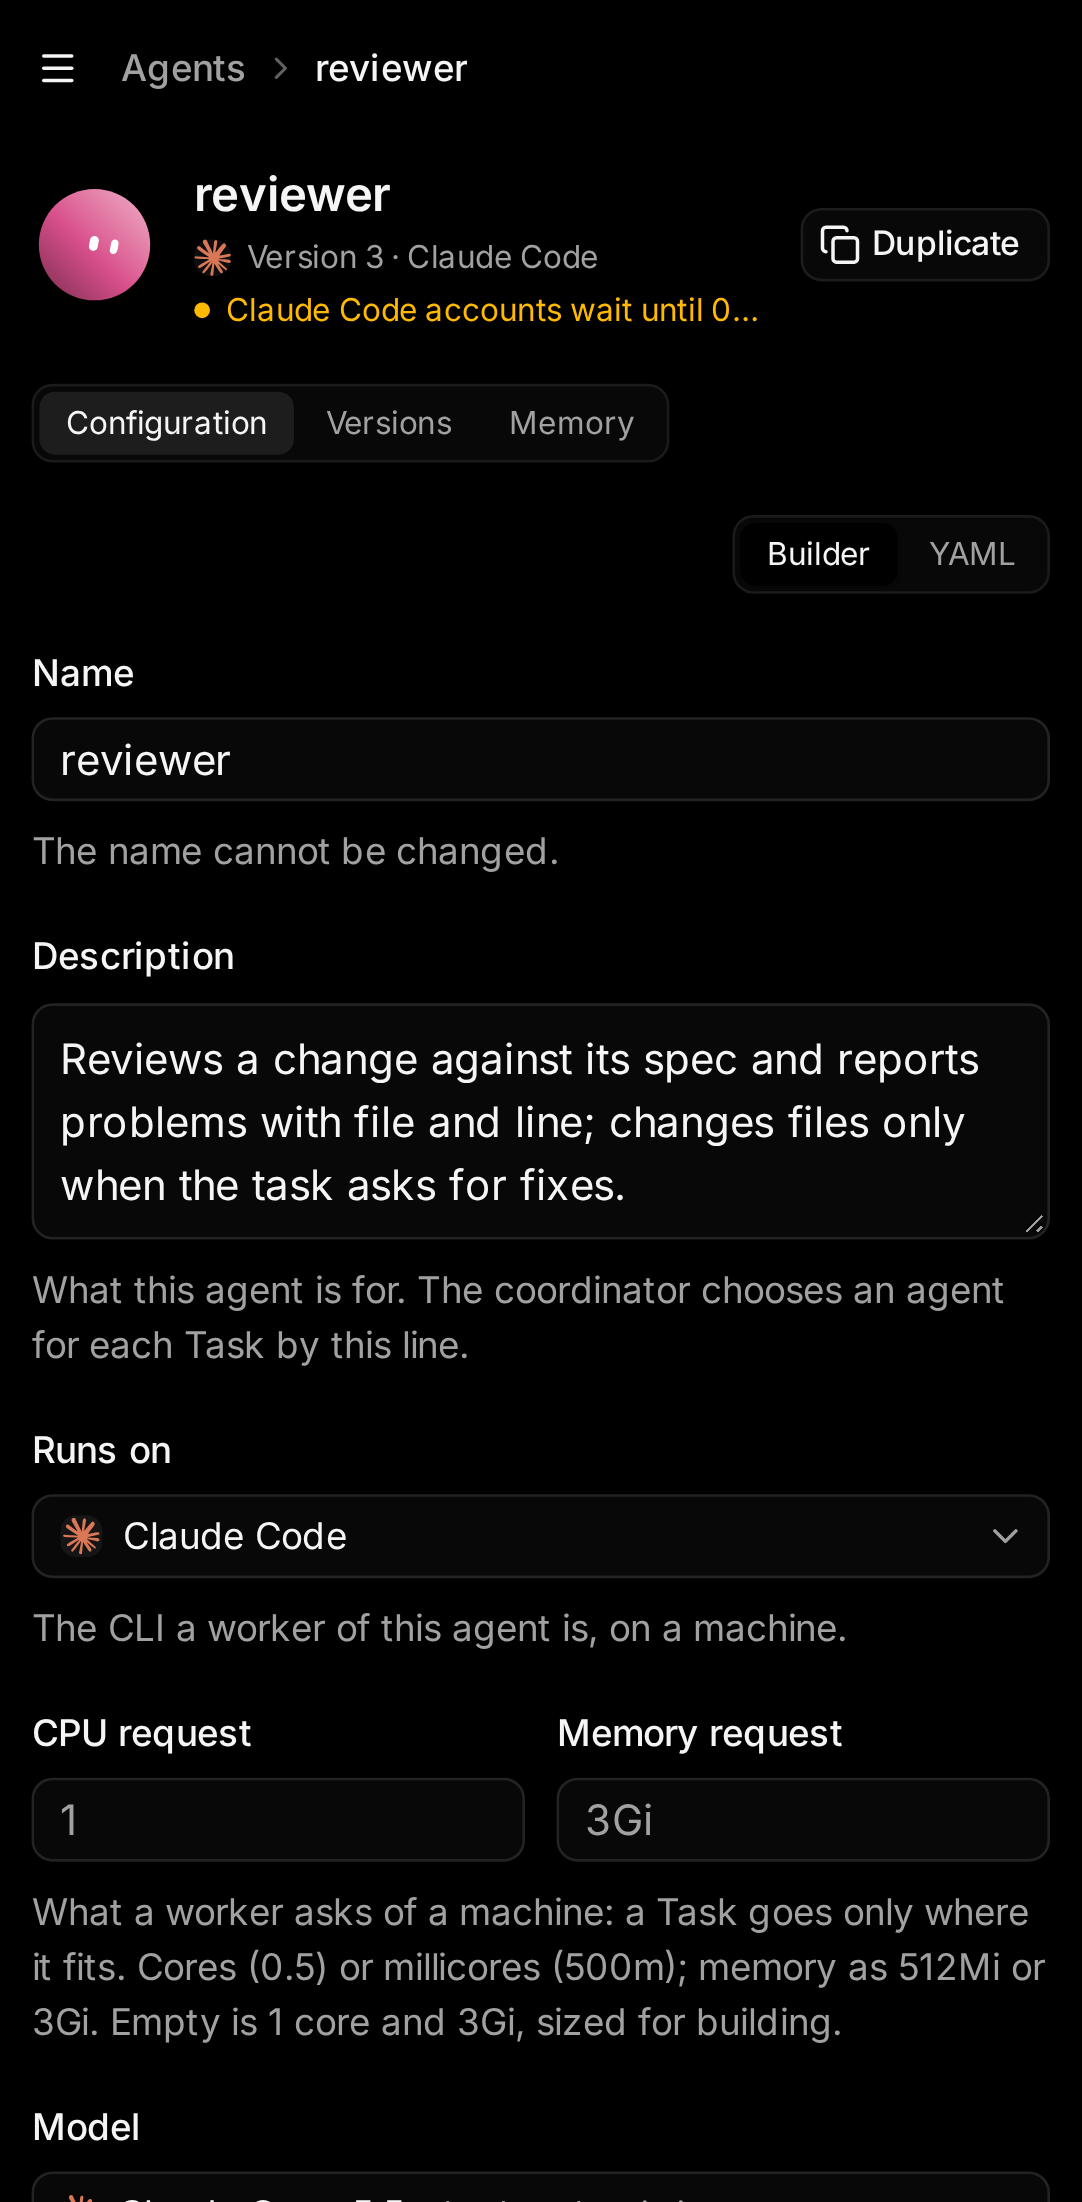 Agents > reviewer
reviewer
Version 3 · Claude Code
Duplicate
Claude Code accounts wait until 0...
Configuration
Versions
Memory
Builder
YAML
Name
reviewer
The name cannot be changed.
Description
Reviews a change against its spec and reports
problems with file and line; changes files only
when the task asks for fixes.
What this agent is for. The coordinator chooses an agent
for each Task by this line.
Runs on
Claude Code
The CLI a worker of this agent is, on a machine.
CPU request
Memory request
1
3Gi
What a worker asks of a machine: a Task goes only where
it fits. Cores (0.5) or millicores (500m); memory as 512Mi or
3Gi. Empty is 1 core and 3Gi, sized for building.
Model